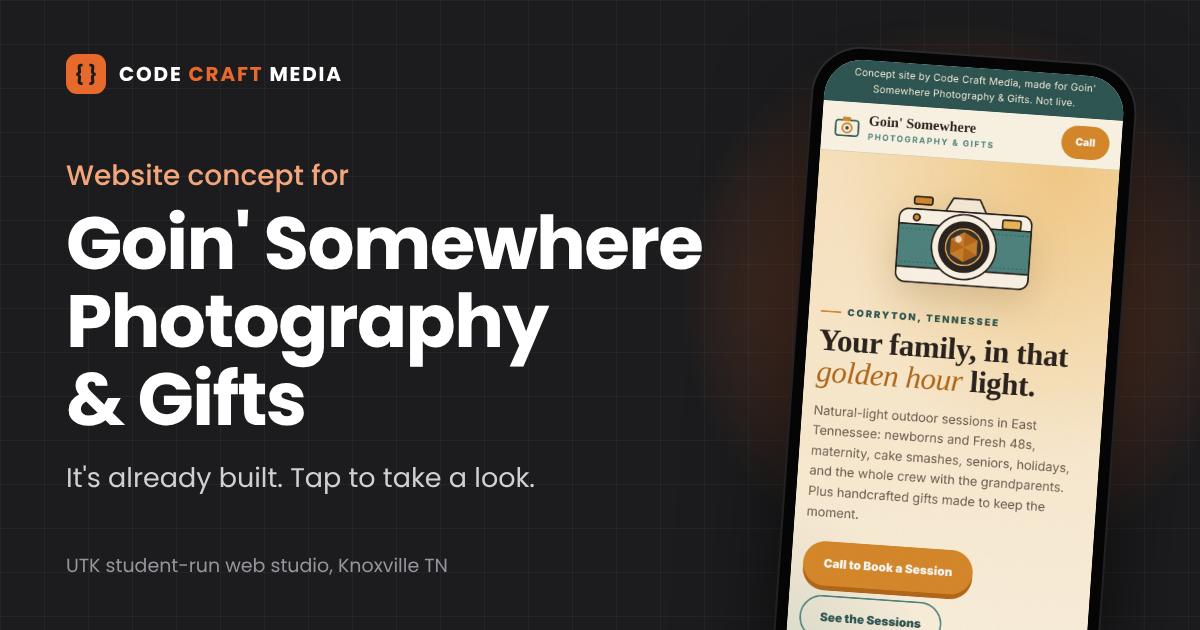 { } CODE CRAFT MEDIA
Website concept for
Goin' Somewhere
Photography
& Gifts
It's already built. Tap to take a look.
UTK student-run web studio, Knoxville TN
Concept site by Code Craft Media, made for Goin'
Somewhere Photography & Gifts. Not live.
Goin' Somewhere
PHOTOGRAPHY & GIFTS
Call
CORRYTON, TENNESSEE
Your family, in that
golden hour light.
Natural-light outdoor sessions in East
Tennessee: newborns and Fresh 48s,
maternity, cake smashes, seniors, holidays,
and the whole crew with the grandparents.
Plus handcrafted gifts made to keep the
moment.
Call to Book a Session
See the Sessions